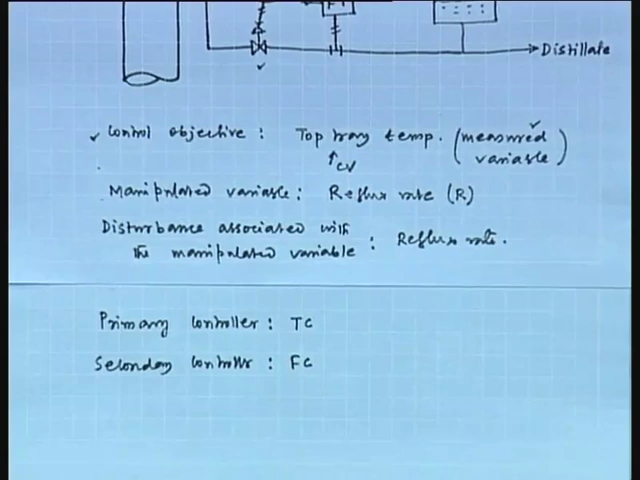 Distillate
Control objective : Top tray temp. (measured variable)
↑CV
Manipulated variable : Reflux rate (R)
Disturbance associated with
the manipulated variable : Reflux rate.
Primary Controller : TC
Secondary Controller : FC